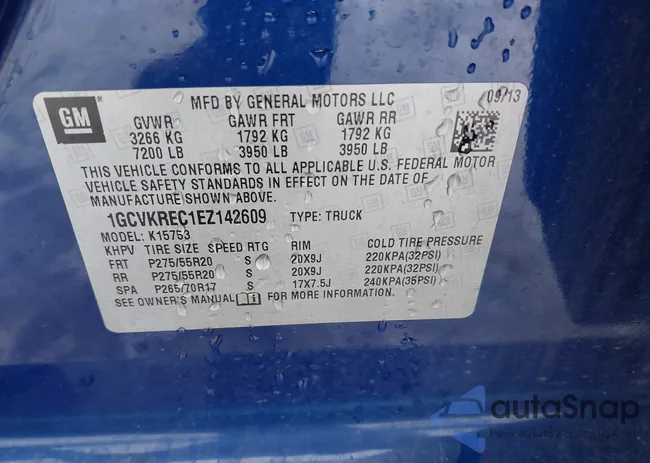 GM
MFD BY GENERAL MOTORS LLC
09/13
GVWR GAWR FRT GAWR RR
3266 KG 1792 KG 1792 KG
7200 LB 3950 LB 3950 LB
THIS VEHICLE CONFORMS TO ALL APPLICABLE U.S. FEDERAL MOTOR
VEHICLE SAFETY STANDARDS IN EFFECT ON THE DATE OF
MANUFACTURE SHOWN ABOVE.
1GCVKREC1EZ142609 TYPE: TRUCK
MODEL: K15753
KHPV TIRE SIZE SPEED RTG RIM COLD TIRE PRESSURE
FRT P275/55R20 S 20X9J 220KPA(32PSI)
RR P275/55R20 S 20X9J 220KPA(32PSI)
SPA P265/70R17 S 17X7.5J 240KPA(35PSI)
SEE OWNER'S MANUAL FOR MORE INFORMATION.
autoSnap